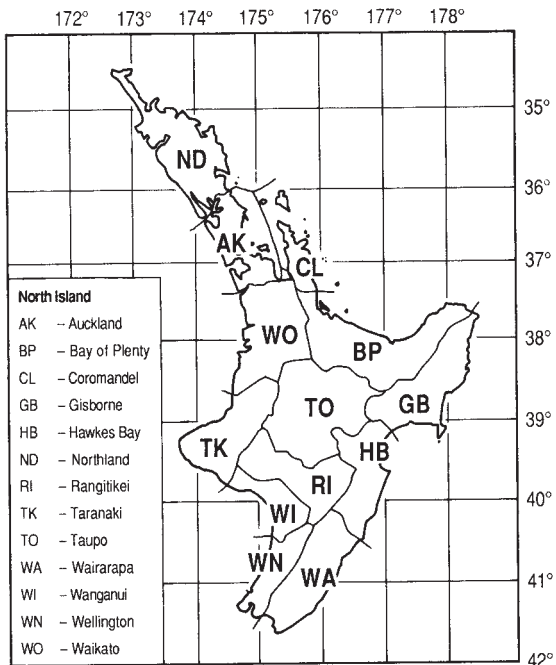 172° 173° 174° 175° 176° 177° 178°
35°
ND
36°
AK
CL
37°
North Island
AK – Auckland
BP – Bay of Plenty
CL – Coromandel
GB – Gisborne
HB – Hawkes Bay
ND – Northland
RI – Rangitikei
TK – Taranaki
TO – Taupo
WA – Wairarapa
WI – Wanganui
WN – Wellington
WO – Waikato
WO
BP
38°
TO
GB
39°
TK
HB
RI
40°
WI
WN
WA
41°
42°